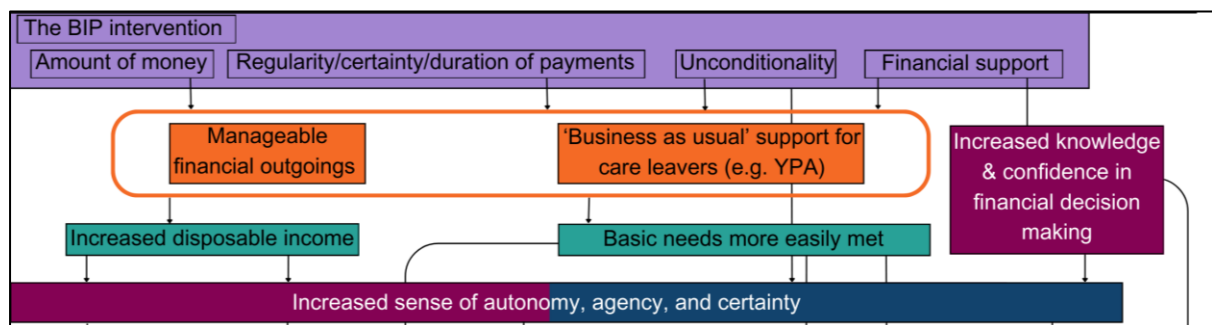 The BIP intervention
Amount of money
Regularity/certainty/duration of payments
Unconditionality
Financial support
Manageable
financial outgoings
‘Business as usual’ support for
care leavers (e.g. YPA)
Increased knowledge
& confidence in
financial decision
making
Increased disposable income
Basic needs more easily met
Increased sense of autonomy, agency, and certainty